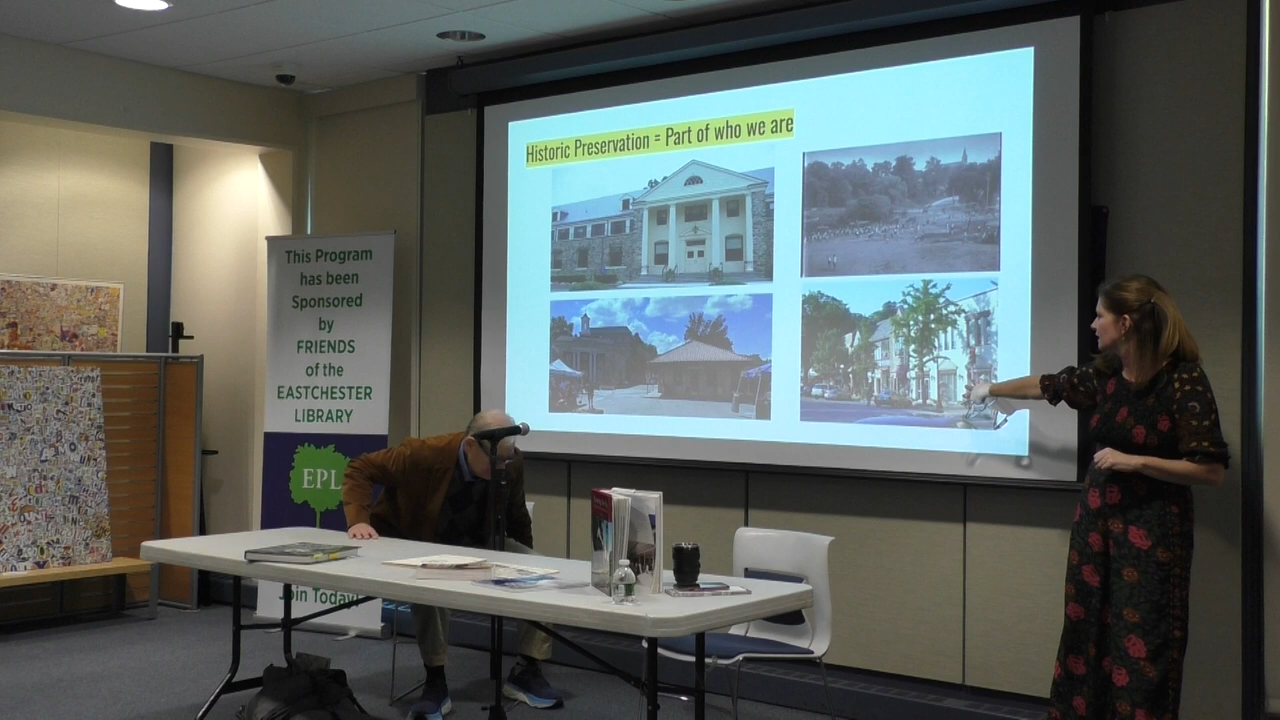 Historic Preservation = Part of who we are
This Program
has been
Sponsored
by
FRIENDS
of the
EASTCHESTER
LIBRARY
EPL
Join Today!